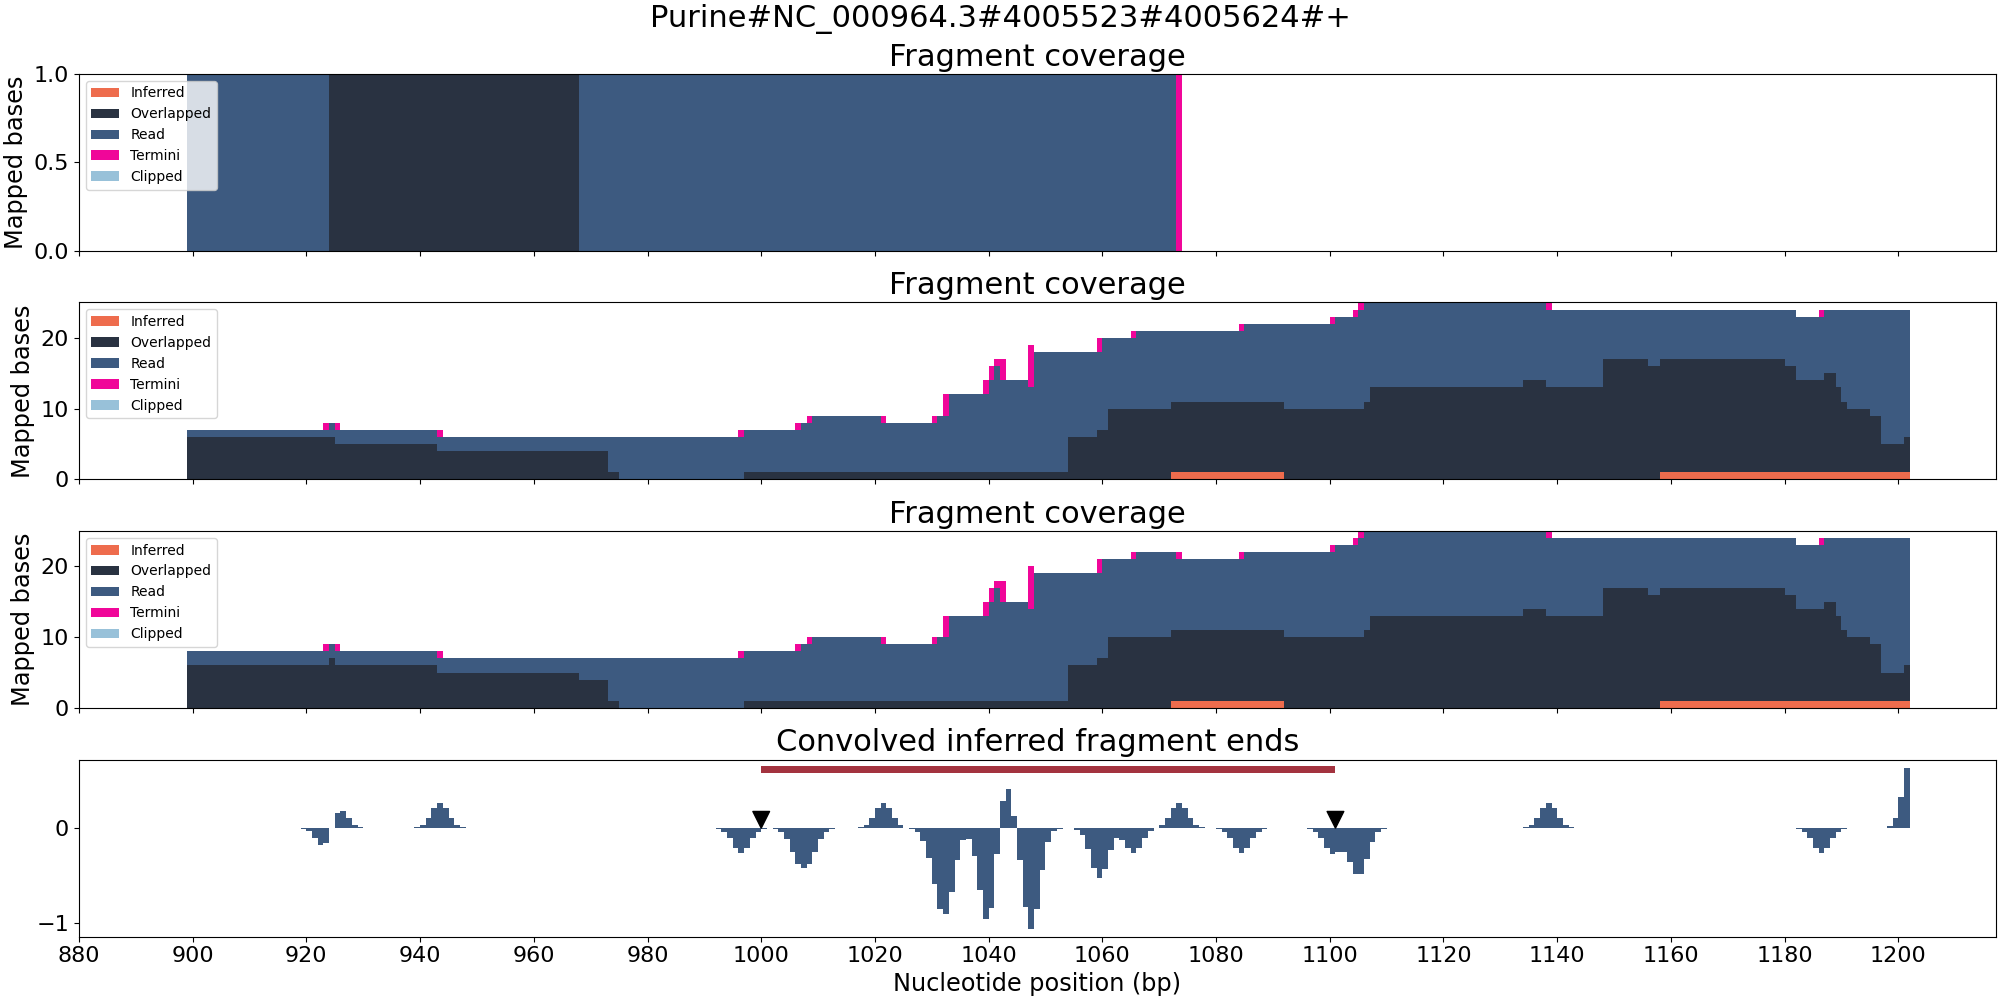 Purine#NC_000964.3#4005523#4005624#+
Fragment coverage
Mapped bases
1.0
0.5
0.0
Inferred
Overlapped
Read
Termini
Clipped
Fragment coverage
Mapped bases
20
10
0
Inferred
Overlapped
Read
Termini
Clipped
Fragment coverage
Mapped bases
20
10
0
Inferred
Overlapped
Read
Termini
Clipped
Convolved inferred fragment ends
0
−1
880 900 920 940 960 980 1000 1020 1040 1060 1080 1100 1120 1140 1160 1180 1200
Nucleotide position (bp)